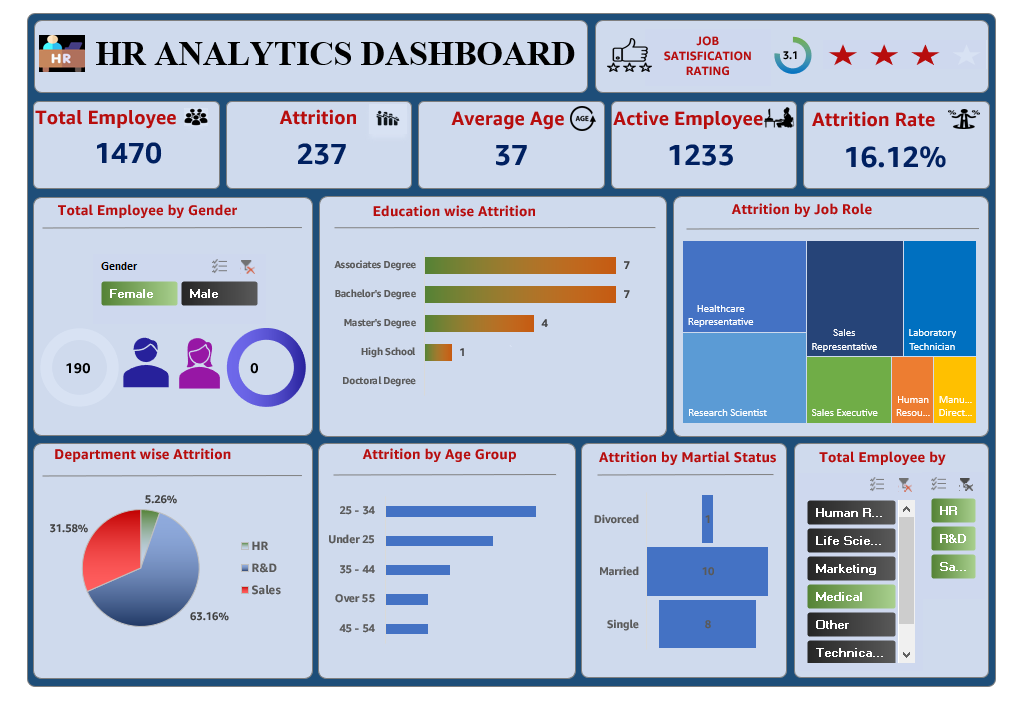 HR
HR ANALYTICS DASHBOARD
JOB
SATISFICATION
RATING
3.1
Total Employee
1470
Attrition
237
Average Age
AGE
37
Active Employee
1233
Attrition Rate
16.12%
Total Employee by Gender
Gender
Female
Male
190
0
Education wise Attrition
Associates Degree
7
Bachelor's Degree
7
Master's Degree
4
High School
1
Doctoral Degree
Attrition by Job Role
Healthcare
Representative
Research Scientist
Sales
Representative
Laboratory
Technician
Sales Executive
Human
Resou...
Manu...
Direct...
Department wise Attrition
5.26%
31.58%
63.16%
HR
R&D
Sales
Attrition by Age Group
25 - 34
Under 25
35 - 44
Over 55
45 - 54
Attrition by Martial Status
Divorced
1
Married
10
Single
8
Total Employee by
Human R...
Life Scie...
Marketing
Medical
Other
Technica...
HR
R&D
Sa...